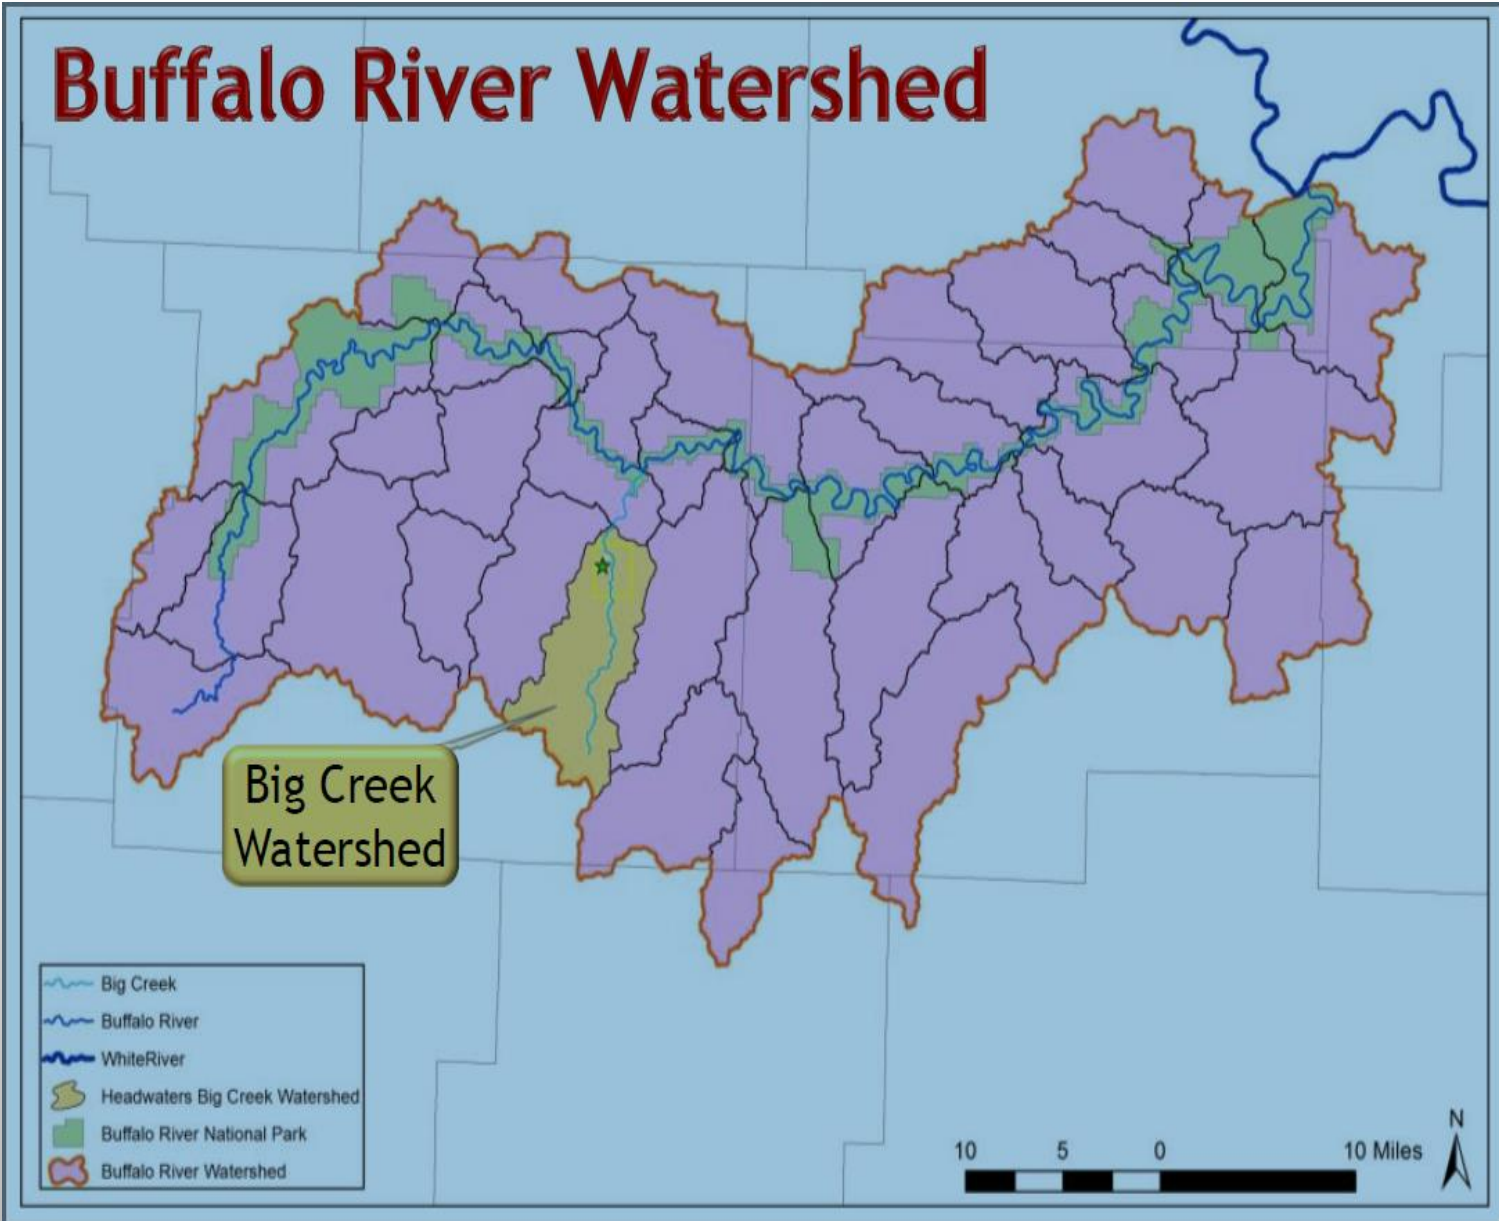 Buffalo River Watershed
Big Creek
Watershed
Big Creek
Buffalo River
WhiteRiver
Headwaters Big Creek Watershed
Buffalo River National Park
Buffalo River Watershed
N
10 5 0 10 Miles